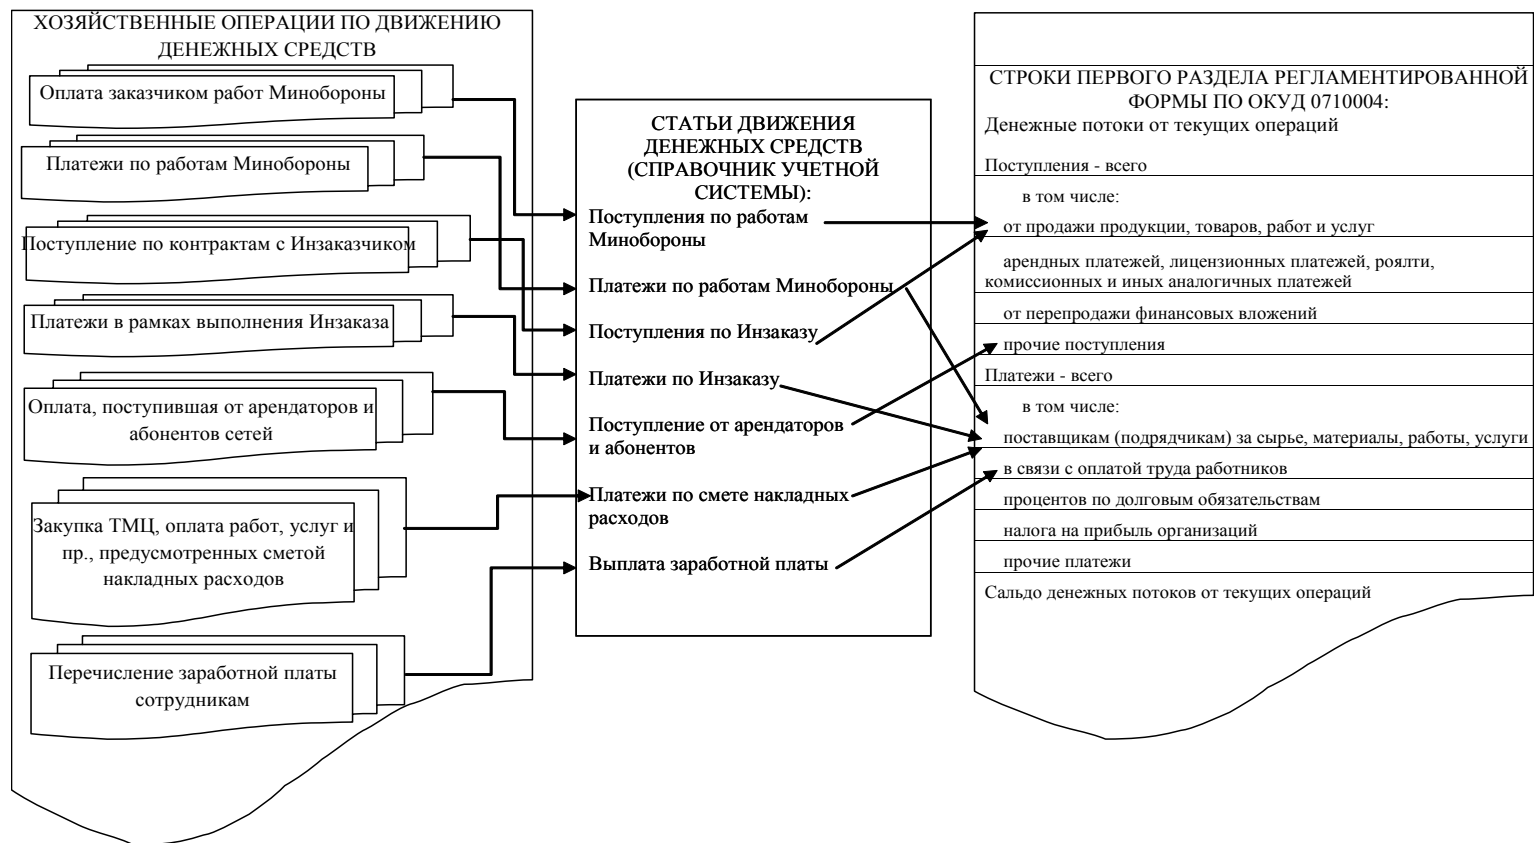 ХОЗЯЙСТВЕННЫЕ ОПЕРАЦИИ ПО ДВИЖЕНИЮ
ДЕНЕЖНЫХ СРЕДСТВ
Оплата заказчиком работ Минобороны
Платежи по работам Минобороны
Поступление по контрактам с Инзаказчиком
Платежи в рамках выполнения Инзаказа
Оплата, поступившая от арендаторов и
абонентов сетей
Закупка ТМЦ, оплата работ, услуг и
пр., предусмотренных сметой
накладных расходов
Перечисление заработной платы
сотрудникам
СТАТЬИ ДВИЖЕНИЯ
ДЕНЕЖНЫХ СРЕДСТВ
(СПРАВОЧНИК УЧЕТНОЙ
СИСТЕМЫ):
Поступления по работам
Минобороны
Платежи по работам Минобороны
Поступления по Инзаказу
Платежи по Инзаказу
Поступление от арендаторов
и абонентов
Платежи по смете накладных
расходов
Выплата заработной платы
СТРОКИ ПЕРВОГО РАЗДЕЛА РЕГЛАМЕНТИРОВАННОЙ
ФОРМЫ ПО ОКУД 0710004:
Денежные потоки от текущих операций
Поступления - всего
в том числе:
от продажи продукции, товаров, работ и услуг
арендных платежей, лицензионных платежей, роялти,
комиссионных и иных аналогичных платежей
от перепродажи финансовых вложений
прочие поступления
Платежи - всего
в том числе:
поставщикам (подрядчикам) за сырье, материалы, работы, услуги
в связи с оплатой труда работников
процентов по долговым обязательствам
налога на прибыль организаций
прочие платежи
Сальдо денежных потоков от текущих операций